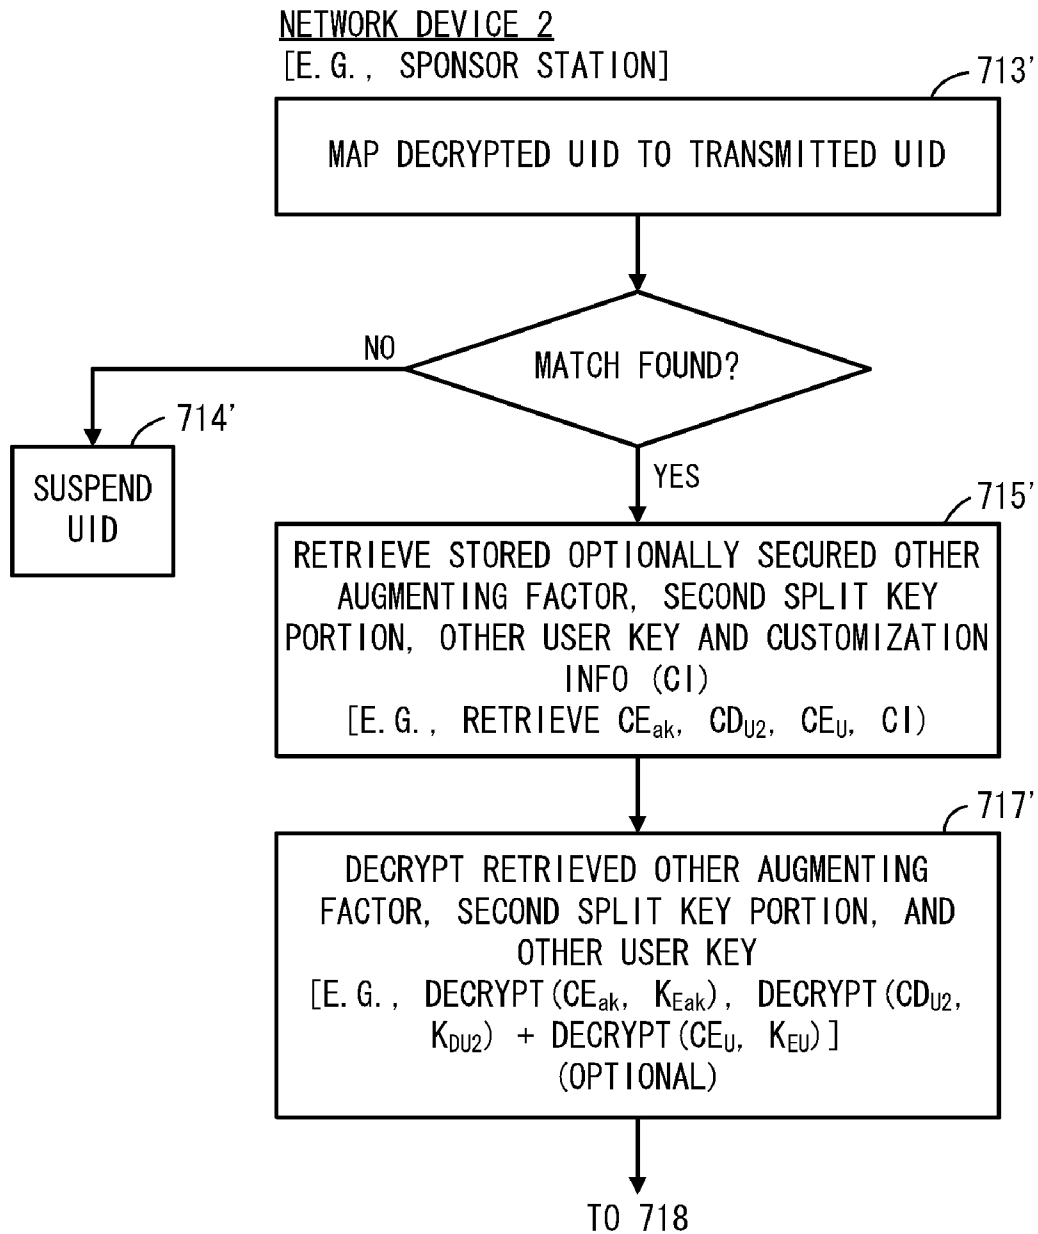 NETWORK DEVICE 2
[E.G., SPONSOR STATION]
713'
MAP DECRYPTED UID TO TRANSMITTED UID
MATCH FOUND?
NO
714'
SUSPEND
UID
YES
715'
RETRIEVE STORED OPTIONALLY SECURED OTHER
AUGMENTING FACTOR, SECOND SPLIT KEY
PORTION, OTHER USER KEY AND CUSTOMIZATION
INFO (CI)
[E.G., RETRIEVE CEak, CDU2, CEU, CI)
717'
DECRYPT RETRIEVED OTHER AUGMENTING
FACTOR, SECOND SPLIT KEY PORTION, AND
OTHER USER KEY
[E.G., DECRYPT(CEak, KEak), DECRYPT(CDU2,
KDU2) + DECRYPT(CEU, KEU)]
(OPTIONAL)
TO 718